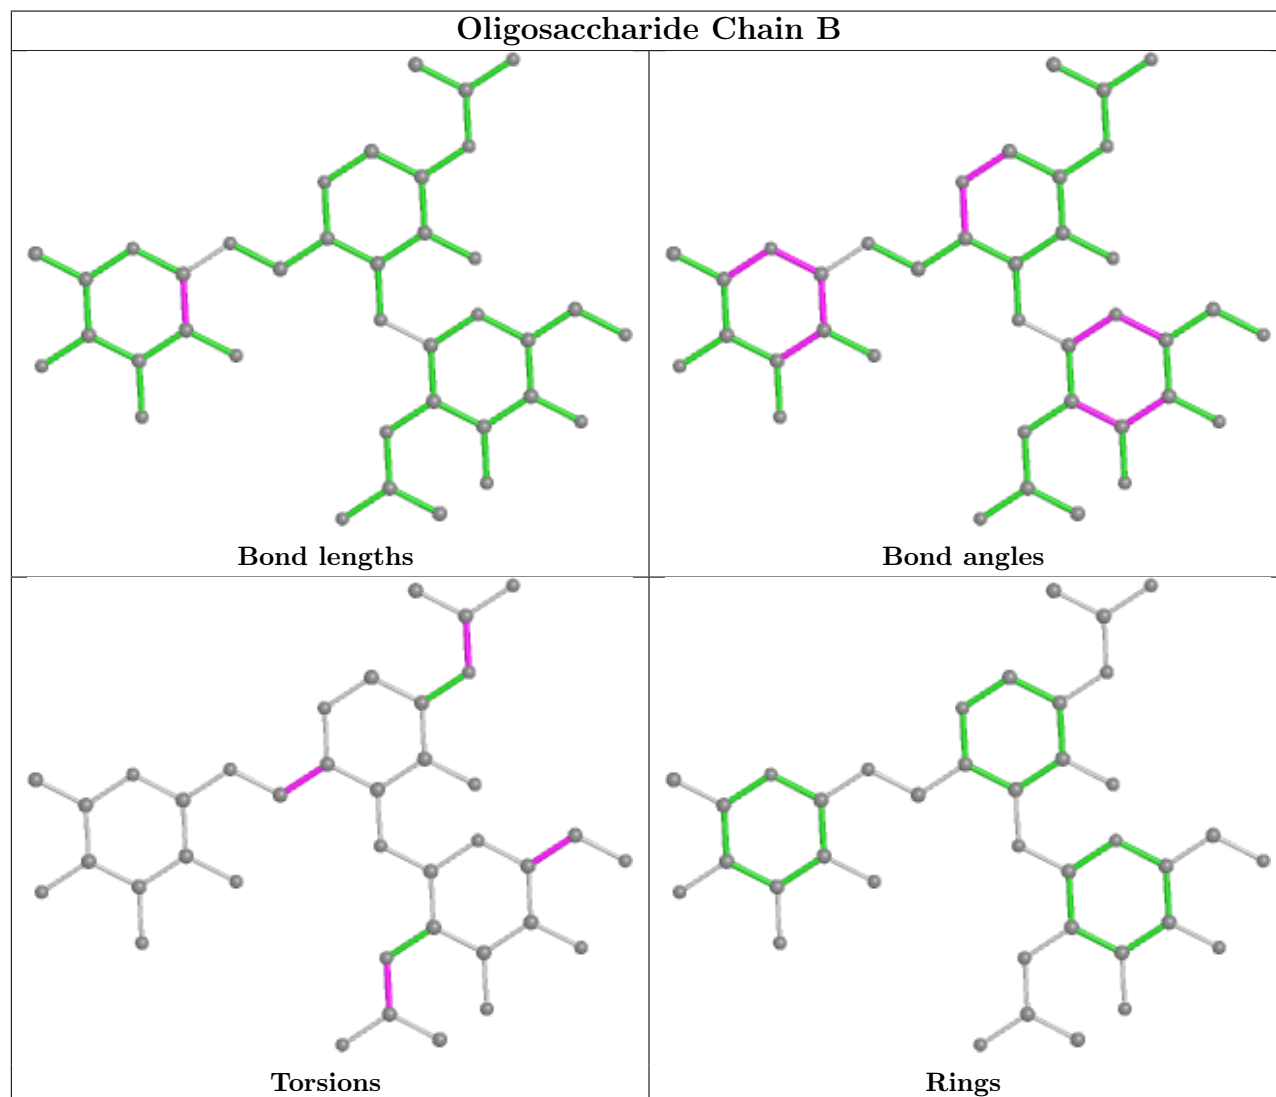 Oligosaccharide Chain B
Bond lengths
Bond angles
Torsions
Rings